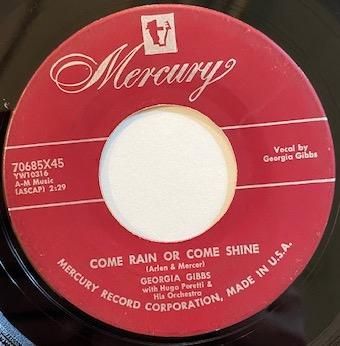 Mercury
70685X45
YW10316
A-M Music
(ASCAP) 2:29
Vocal by
Georgia Gibbs
COME RAIN OR COME SHINE
(Arlen & Mercer)
GEORGIA GIBBS
with Hugo Peretti &
His Orchestra
MERCURY RECORD CORPORATION, MADE IN U.S.A.